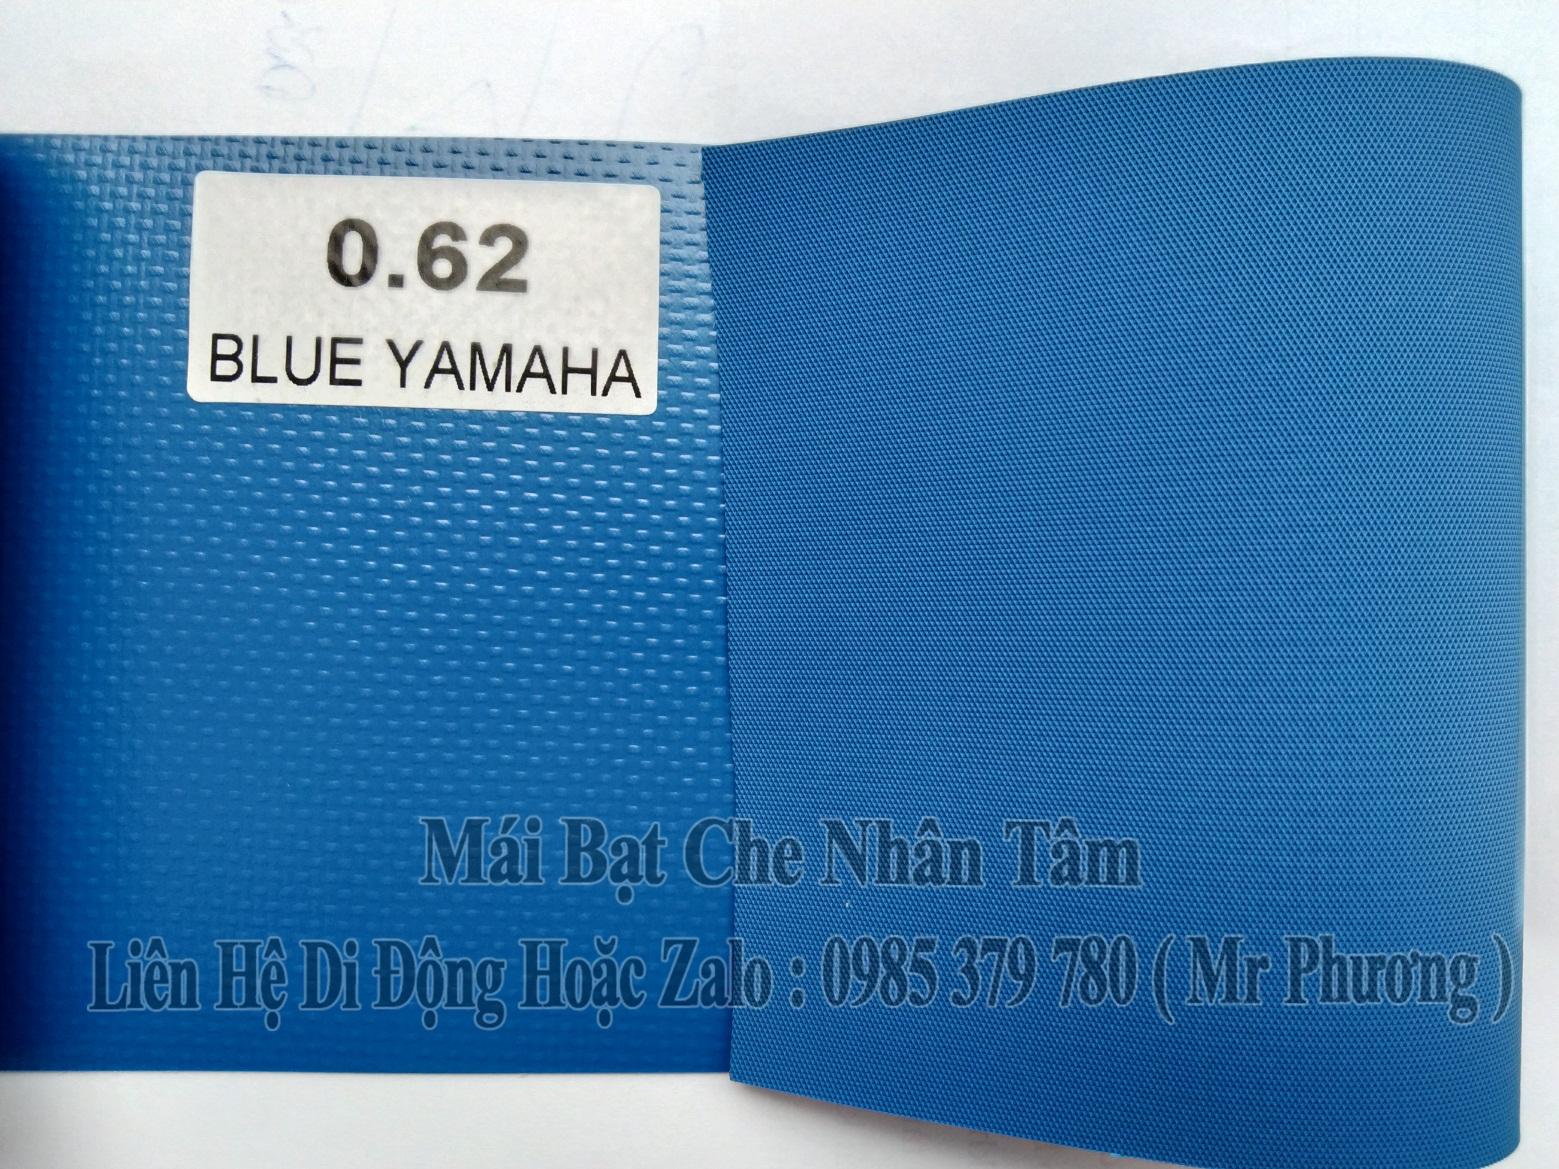 0.62
BLUE YAMAHA
Mái Bạt Che Nhân Tâm
Liên Hệ Di Động Hoặc Zalo : 0985 379 780 ( Mr Phương )